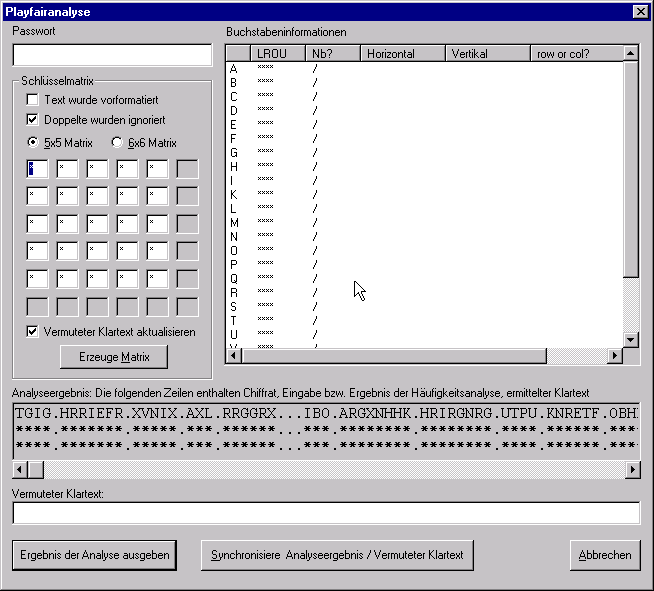 Playfairanalyse
Passwort
Schlüsselmatrix
Text wurde vorformatiert
Doppelte wurden ignoriert
5x5 Matrix 6x6 Matrix
* * * * *
* * * * *
* * * * *
* * * * *
* * * * *
Vermuteter Klartext aktualisieren
Erzeuge Matrix
Buchstabeninformationen
LROU Nb? Horizontal Vertikal row or col?
A **** /
B **** /
C **** /
D **** /
E **** /
F **** /
G **** /
H **** /
I **** /
K **** /
L **** /
M **** /
N **** /
O **** /
P **** /
Q **** /
R **** /
S **** /
T **** /
U **** /
V **** /
Analyseergebnis: Die folgenden Zeilen enthalten Chiffrat, Eingabe bzw. Ergebnis der Häufigkeitsanalyse, ermittelter Klartext
TGIG.HRRIEFR.XVNIX.AXL.RRGGRX...IBO.ARGXNHHK.HRIRGNRG.UTPU.KNRETF.OBH
****.*******.*****.***.******...***.********.********.****.******.***
****.*******.*****.***.******...***.********.********.****.******.***
Vermuteter Klartext:
Ergebnis der Analyse ausgeben Synchronisiere Analyseergebnis / Vermuteter Klartext Abbrechen